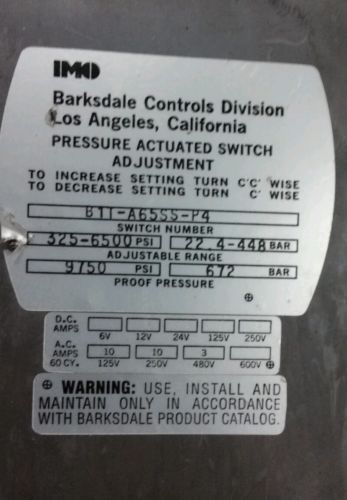 IMO
Barksdale Controls Division
Los Angeles, California
PRESSURE ACTUATED SWITCH
ADJUSTMENT
TO INCREASE SETTING TURN C'C' WISE
TO DECREASE SETTING TURN C' WISE
B1T-A65SS-P4
SWITCH NUMBER
325-6500 PSI 22.4-448 BAR
ADJUSTABLE RANGE
9750 PSI 672 BAR
PROOF PRESSURE
D.C.
AMPS
6V 12V 24V 125V 250V
A.C.
AMPS 10 10 3
60 CY. 125V 250V 480V 600V
WARNING: USE, INSTALL AND
MAINTAIN ONLY IN ACCORDANCE
WITH BARKSDALE PRODUCT CATALOG.